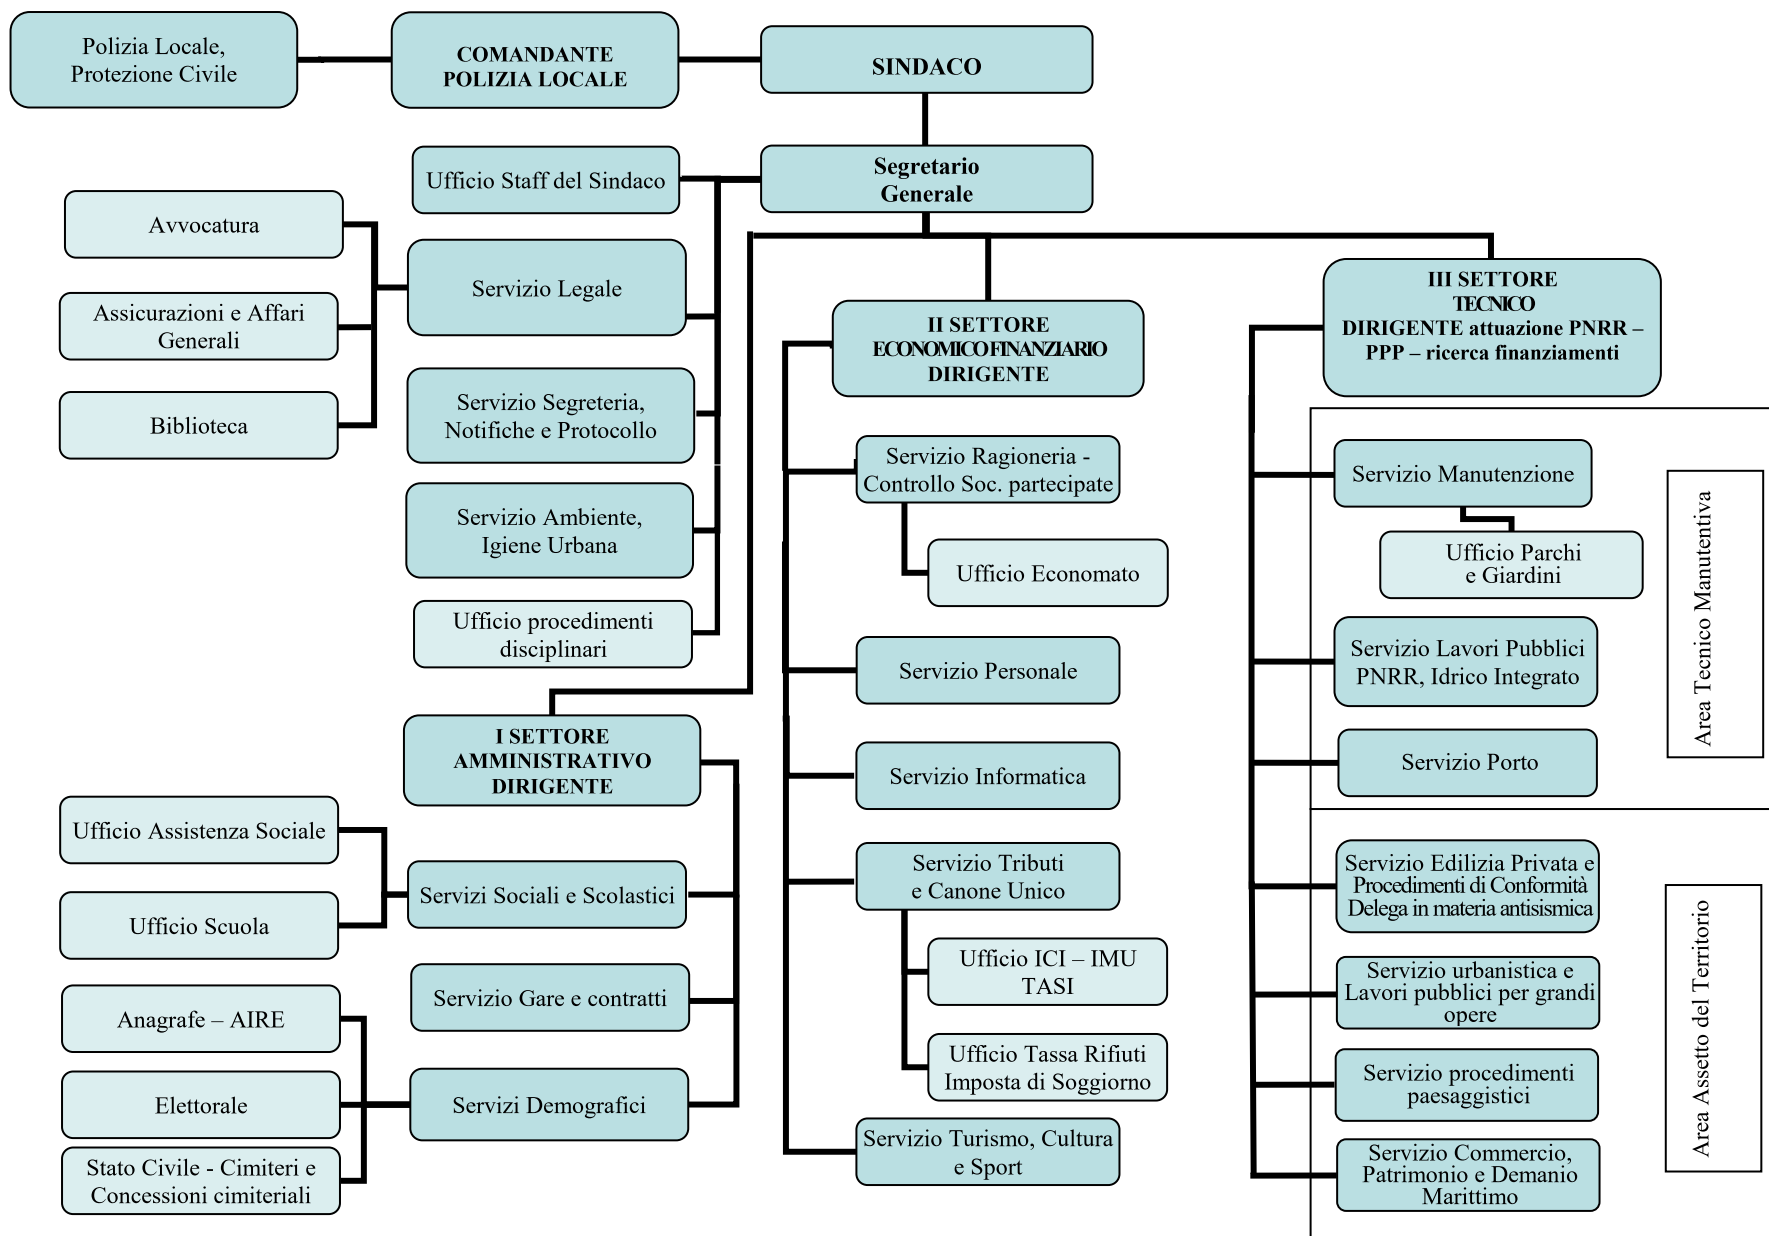 Polizia Locale,
Protezione Civile
COMANDANTE
POLIZIA LOCALE
SINDACO
Segretario
Generale
Ufficio Staff del Sindaco
Avvocatura
Servizio Legale
Assicurazioni e Affari
Generali
Biblioteca
Servizio Segreteria,
Notifiche e Protocollo
Servizio Ambiente,
Igiene Urbana
Ufficio procedimenti
disciplinari
I SETTORE
AMMINISTRATIVO
DIRIGENTE
Ufficio Assistenza Sociale
Servizi Sociali e Scolastici
Ufficio Scuola
Servizio Gare e contratti
Anagrafe – AIRE
Elettorale
Servizi Demografici
Stato Civile - Cimiteri e
Concessioni cimiteriali
II SETTORE
ECONOMICO FINANZIARIO
DIRIGENTE
Servizio Ragioneria -
Controllo Soc. partecipate
Ufficio Economato
Servizio Personale
Servizio Informatica
Servizio Tributi
e Canone Unico
Ufficio ICI – IMU
TASI
Ufficio Tassa Rifiuti
Imposta di Soggiorno
Servizio Turismo, Cultura
e Sport
III SETTORE
TECNICO
DIRIGENTE attuazione PNRR –
PPP – ricerca finanziamenti
Servizio Manutenzione
Ufficio Parchi
e Giardini
Servizio Lavori Pubblici
PNRR, Idrico Integrato
Servizio Porto
Area Tecnico Manutentiva
Servizio Edilizia Privata e
Procedimenti di Conformità
Delega in materia antisismica
Servizio urbanistica e
Lavori pubblici per grandi
opere
Servizio procedimenti
paesaggistici
Servizio Commercio,
Patrimonio e Demanio
Marittimo
Area Assetto del Territorio